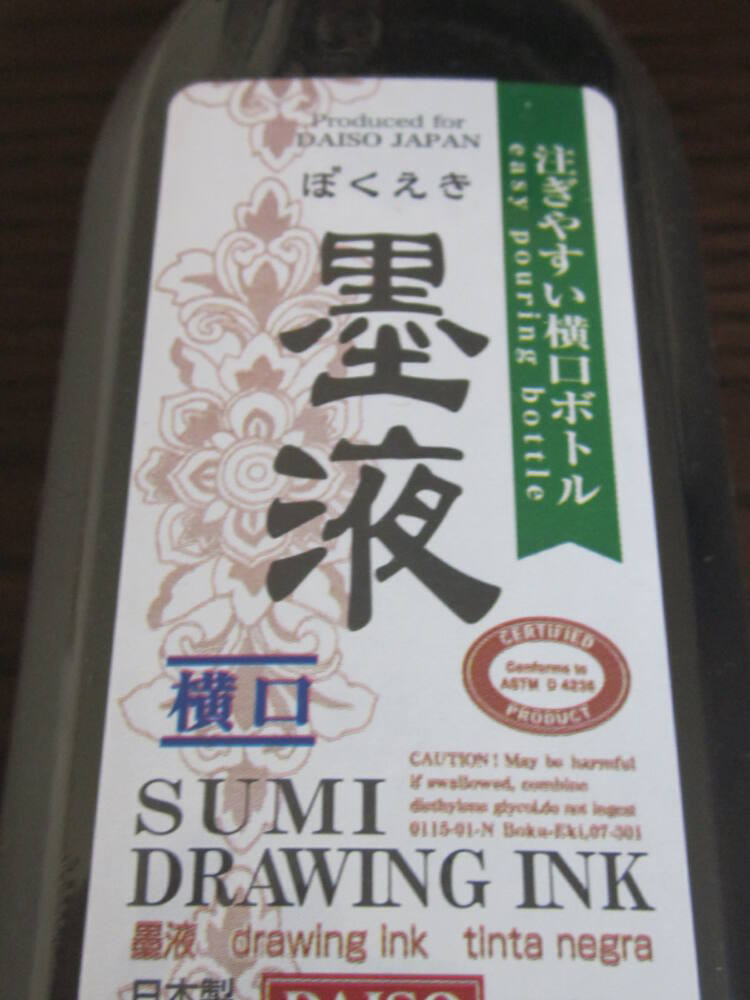 Produced for
DAISO JAPAN
ぼくえき
墨液
注ぎやすい横口ボトル
easy pouring bottle
横口
CERTIFIED
Conforms to
ASTM D 4236
PRODUCT
CAUTION! May be harmful
if swallowed, combine
diethylene glycol.do not ingest
0115-01-N Boku-Eki,07-301
SUMI
DRAWING INK
墨液 drawing ink tinta negra
日本製
DAISO